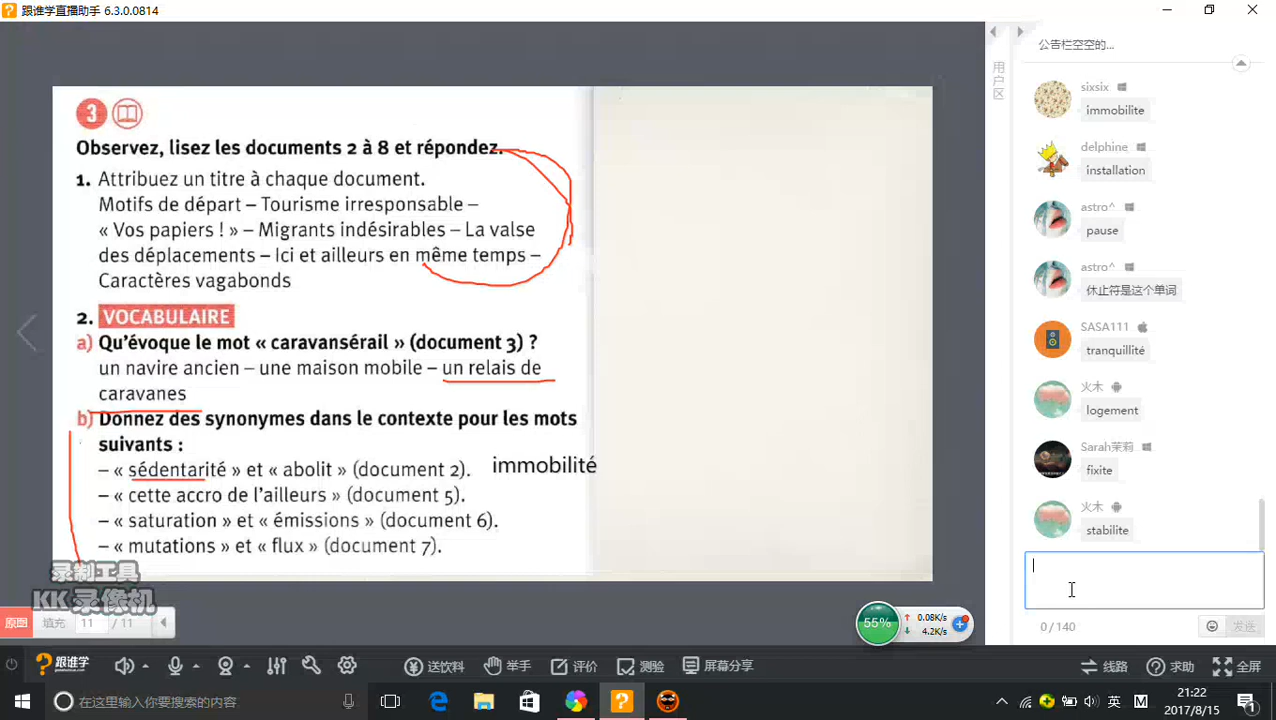 跟谁学直播助手 6.3.0.0814
公告栏空空的...
用户区
3
Observez, lisez les documents 2 à 8 et répondez.
1. Attribuez un titre à chaque document.
Motifs de départ – Tourisme irresponsable –
« Vos papiers ! » – Migrants indésirables – La valse
des déplacements – Ici et ailleurs en même temps –
Caractères vagabonds
2. VOCABULAIRE
a) Qu'évoque le mot « caravansérail » (document 3) ?
un navire ancien – une maison mobile – un relais de
caravanes
b) Donnez des synonymes dans le contexte pour les mots
suivants :
– « sédentarité » et « abolit » (document 2). immobilité
– « cette accro de l'ailleurs » (document 5).
– « saturation » et « émissions » (document 6).
– « mutations » et « flux » (document 7).
录制工具
KK录像机
sixsix
immobilite
delphine
installation
astro^
pause
astro^
休止符是这个单词
SASA111
tranquillité
火木
logement
Sarah茉莉
fixite
火木
stabilite
0 / 140
发送
原图 填充 11 / 11
55%
0.08K/s
4.2K/s
跟谁学 送饮料 举手 评价 测验 屏幕分享 线路 求助 全屏
在这里输入你要搜索的内容
英 M
21:22
2017/8/15
1